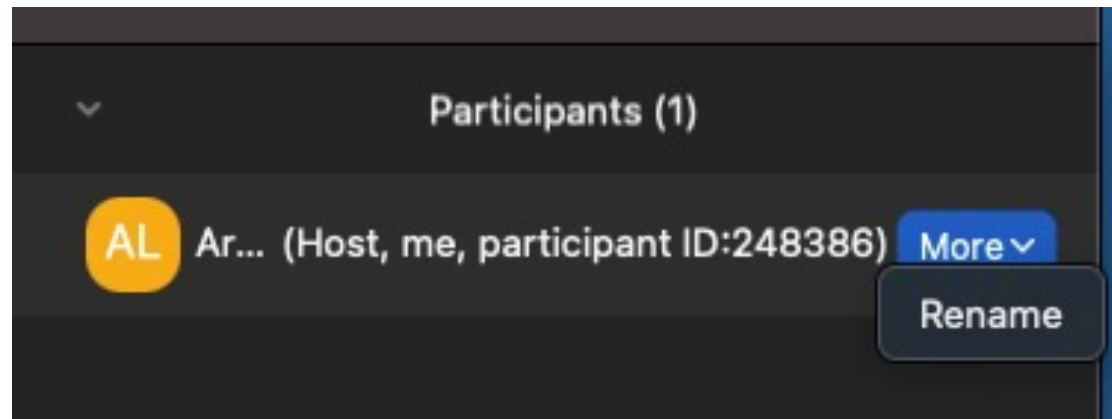 Participants (1)
AL Ar... (Host, me, participant ID:248386) More
Rename